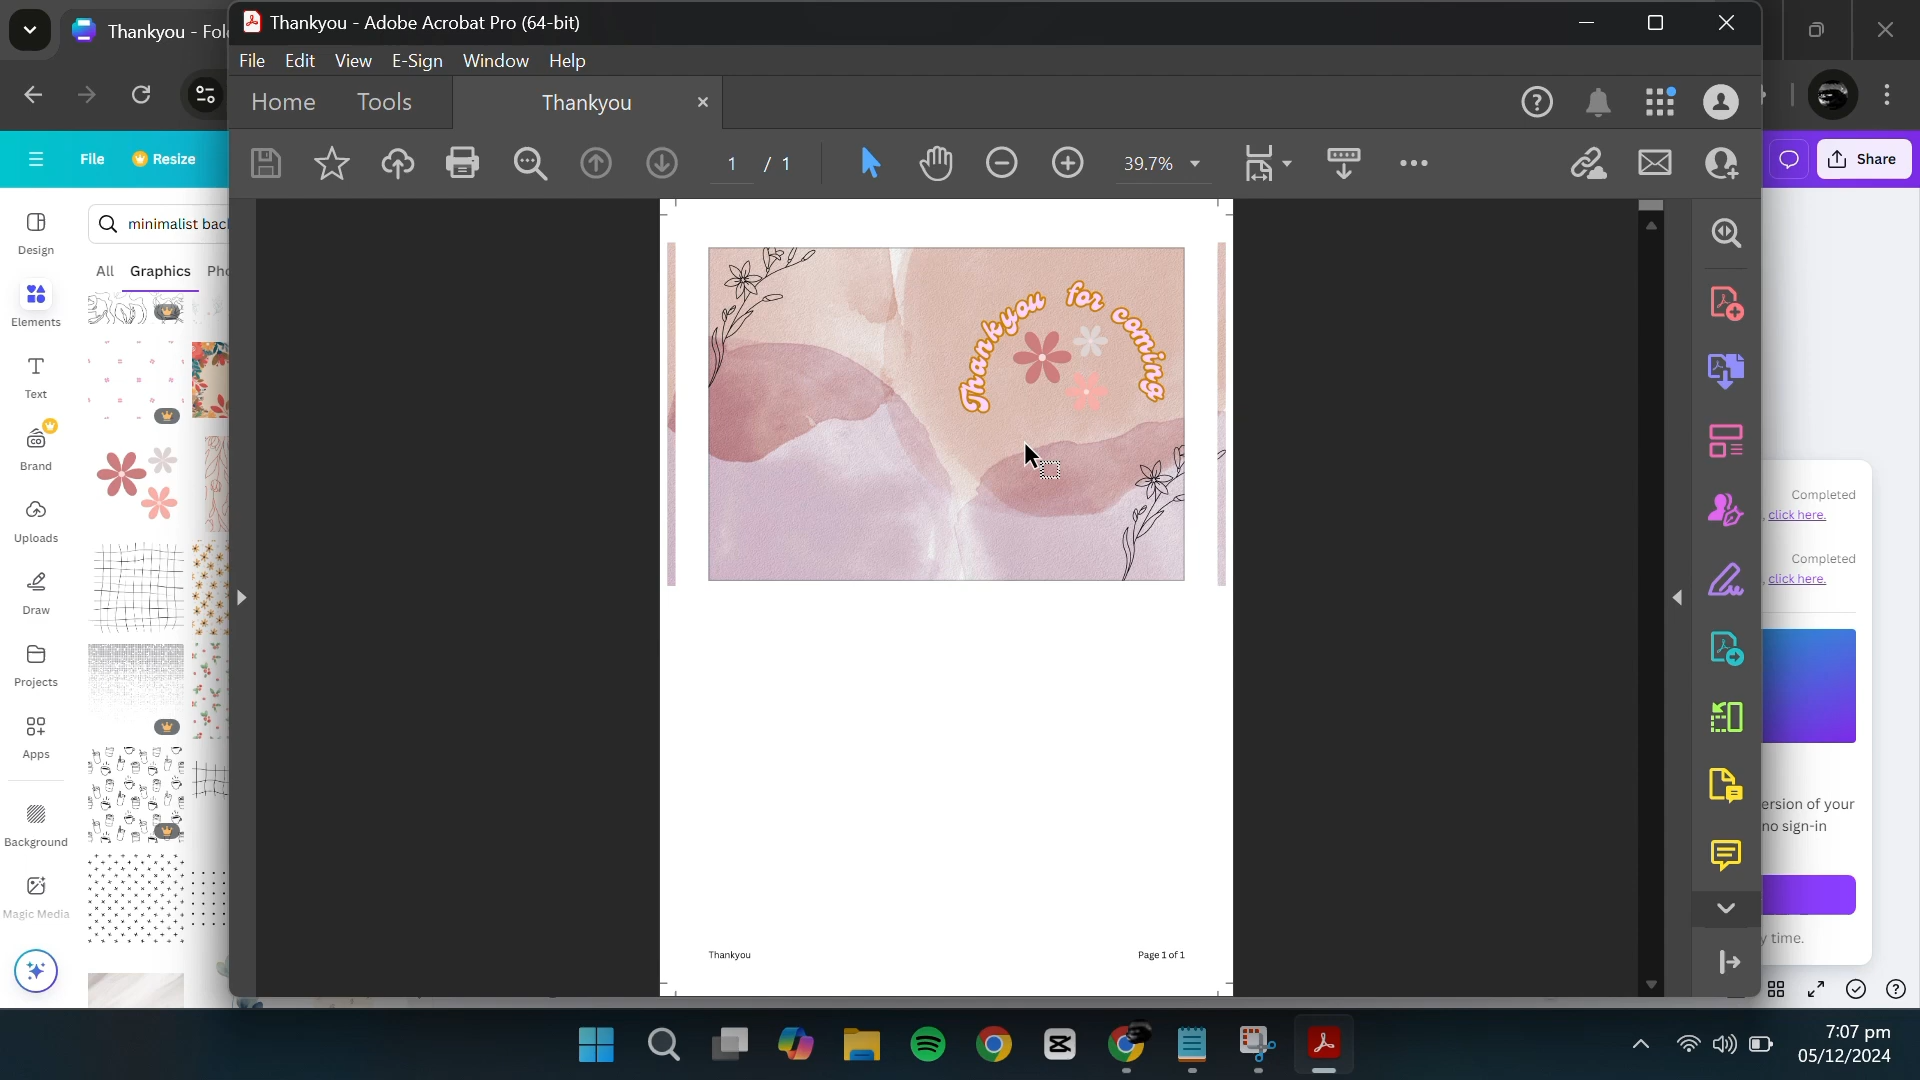 Thankyou - Fol
Thankyou - Adobe Acrobat Pro (64-bit)
File Edit View E-Sign Window Help
Home Tools Thankyou
1 / 1 39.7%
File Resize
Share
minimalist bac
All Graphics Ph
Design
Elements
Text
Brand
Uploads
Draw
Projects
Apps
Background
Magic Media
Thankyou for coming
Thankyou Page 1 of 1
Completed
, click here.
Completed
, click here.
ersion of your
no sign-in
y time.
7:07 pm
05/12/2024